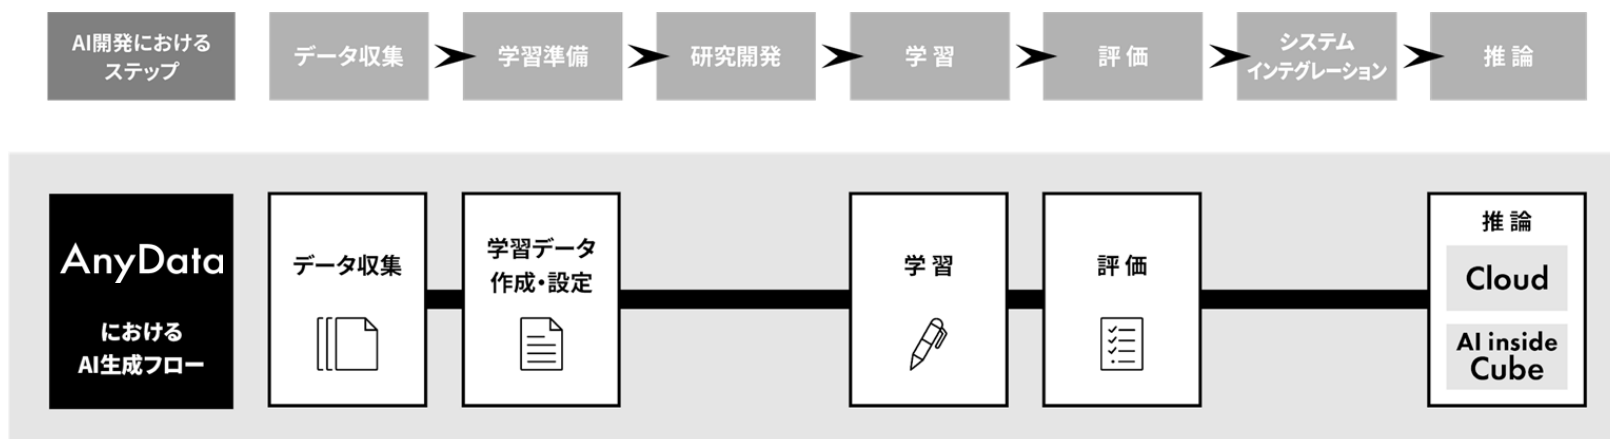 AI開発における
ステップ
データ収集
学習準備
研究開発
学 習
評 価
システム
インテグレーション
推 論
AnyData
における
AI生成フロー
データ収集
学習データ
作成・設定
学 習
評 価
推 論
Cloud
AI inside
Cube